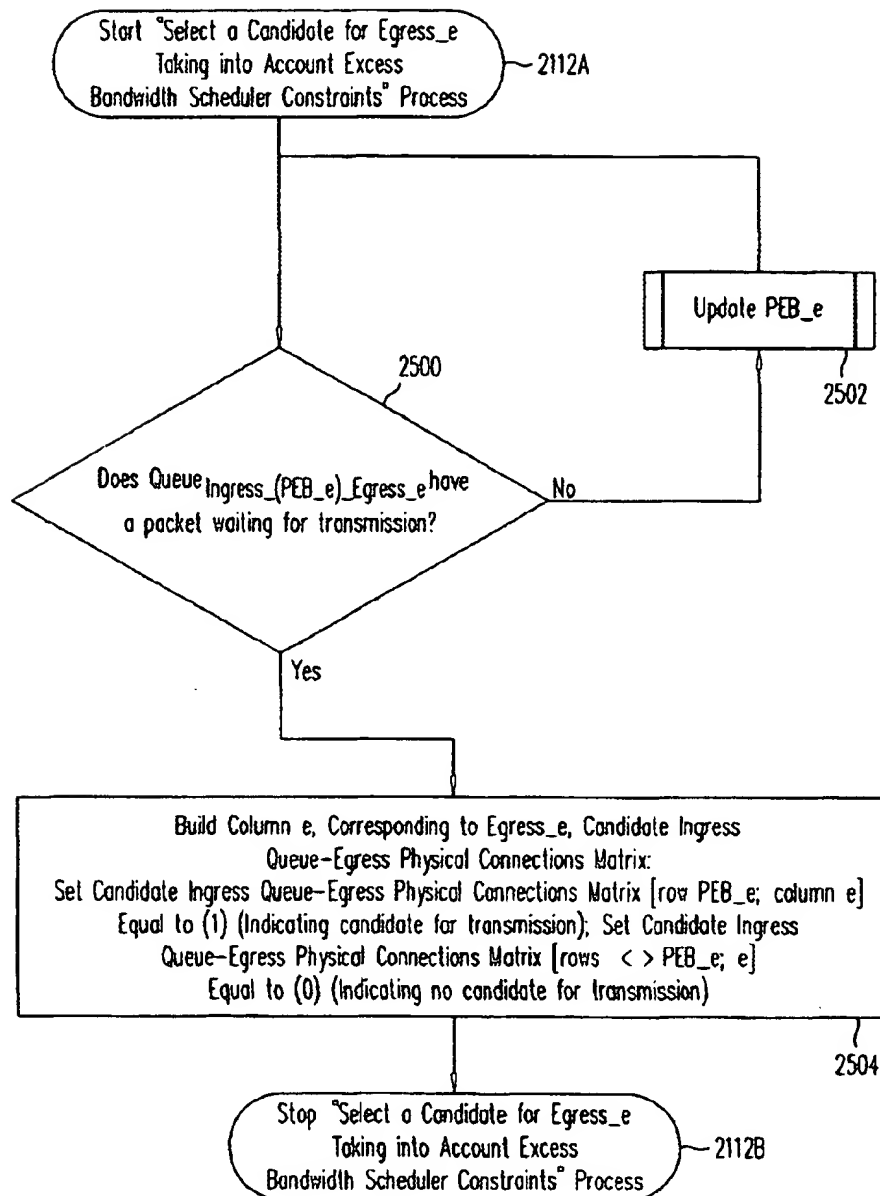 Start "Select a Candidate for Egress_e
Taking into Account Excess
Bandwidth Scheduler Constraints" Process
2112A
Update PEB_e
2502
2500
Does Queue Ingress_(PEB_e)_Egress_e have
a packet waiting for transmission?
No
Yes
Build Column e, Corresponding to Egress_e, Candidate Ingress
Queue-Egress Physical Connections Matrix:
Set Candidate Ingress Queue-Egress Physical Connections Matrix [row PEB_e; column e]
Equal to (1) (Indicating candidate for transmission); Set Candidate Ingress
Queue-Egress Physical Connections Matrix [rows < > PEB_e; e]
Equal to (0) (Indicating no candidate for transmission)
2504
Stop "Select a Candidate for Egress_e
Taking into Account Excess
Bandwidth Scheduler Constraints" Process
2112B